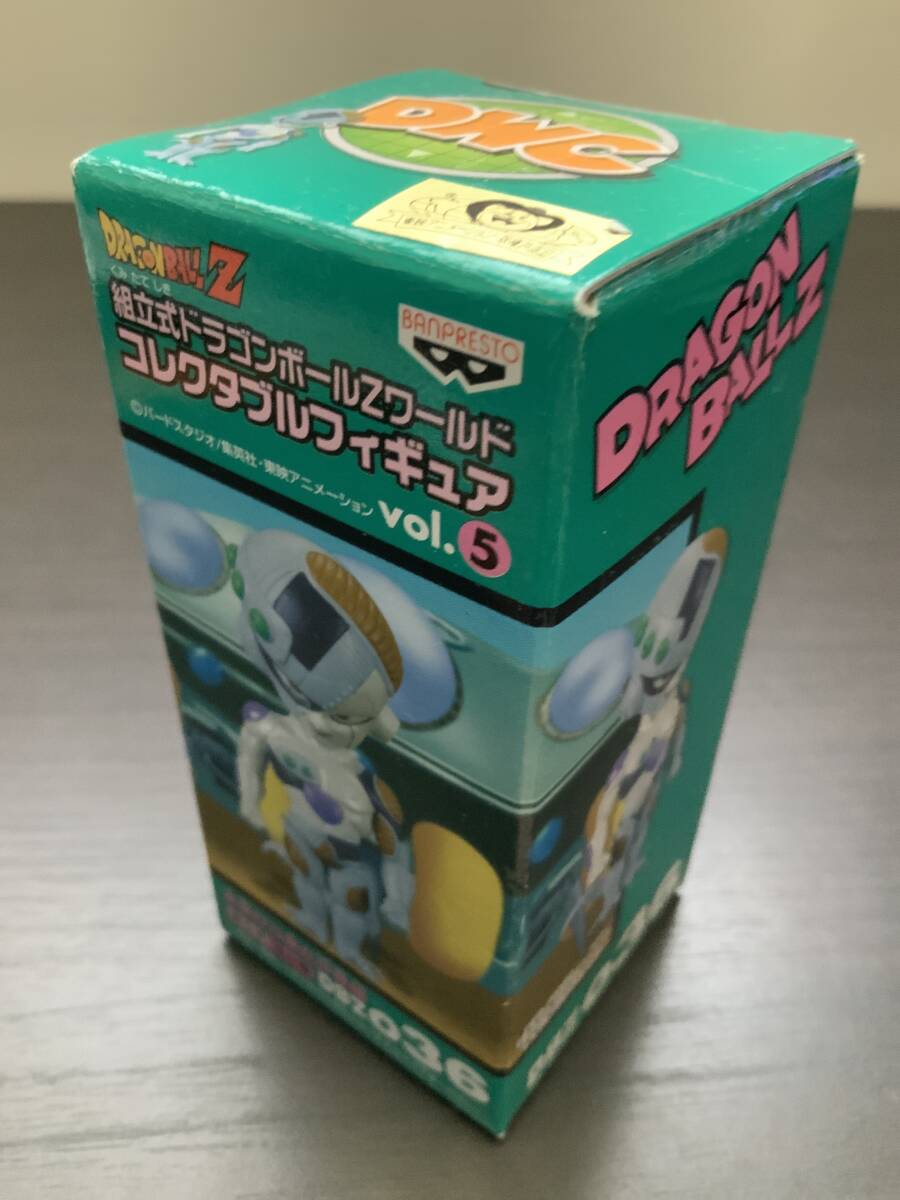 DWC
DRAGON BALL Z
くみ たて しき
組立式ドラゴンボールZワールド
コレクタブルフィギュア
©バードスタジオ/集英社・東映アニメーション
vol.5
BANPRESTO
DBZ036
DRAGON
BALL Z
DBZ 036